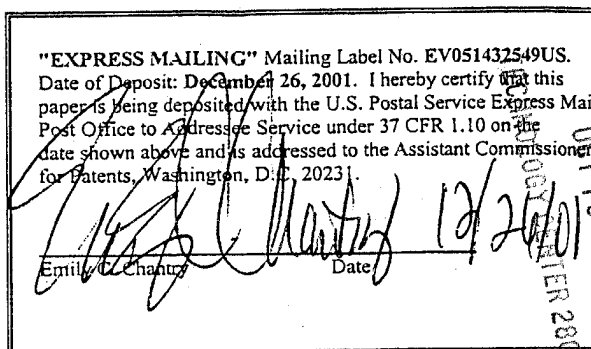 "EXPRESS MAILING" Mailing Label No. EV051432549US.
Date of Deposit: December 26, 2001. I hereby certify that this
paper is being deposited with the U.S. Postal Service Express Mai
Post Office to Addressee Service under 37 CFR 1.10 on the
date shown above and is addressed to the Assistant Commissioner
for Patents, Washington, D.C. 20231.
12/26/01
Emily C. Chantry Date